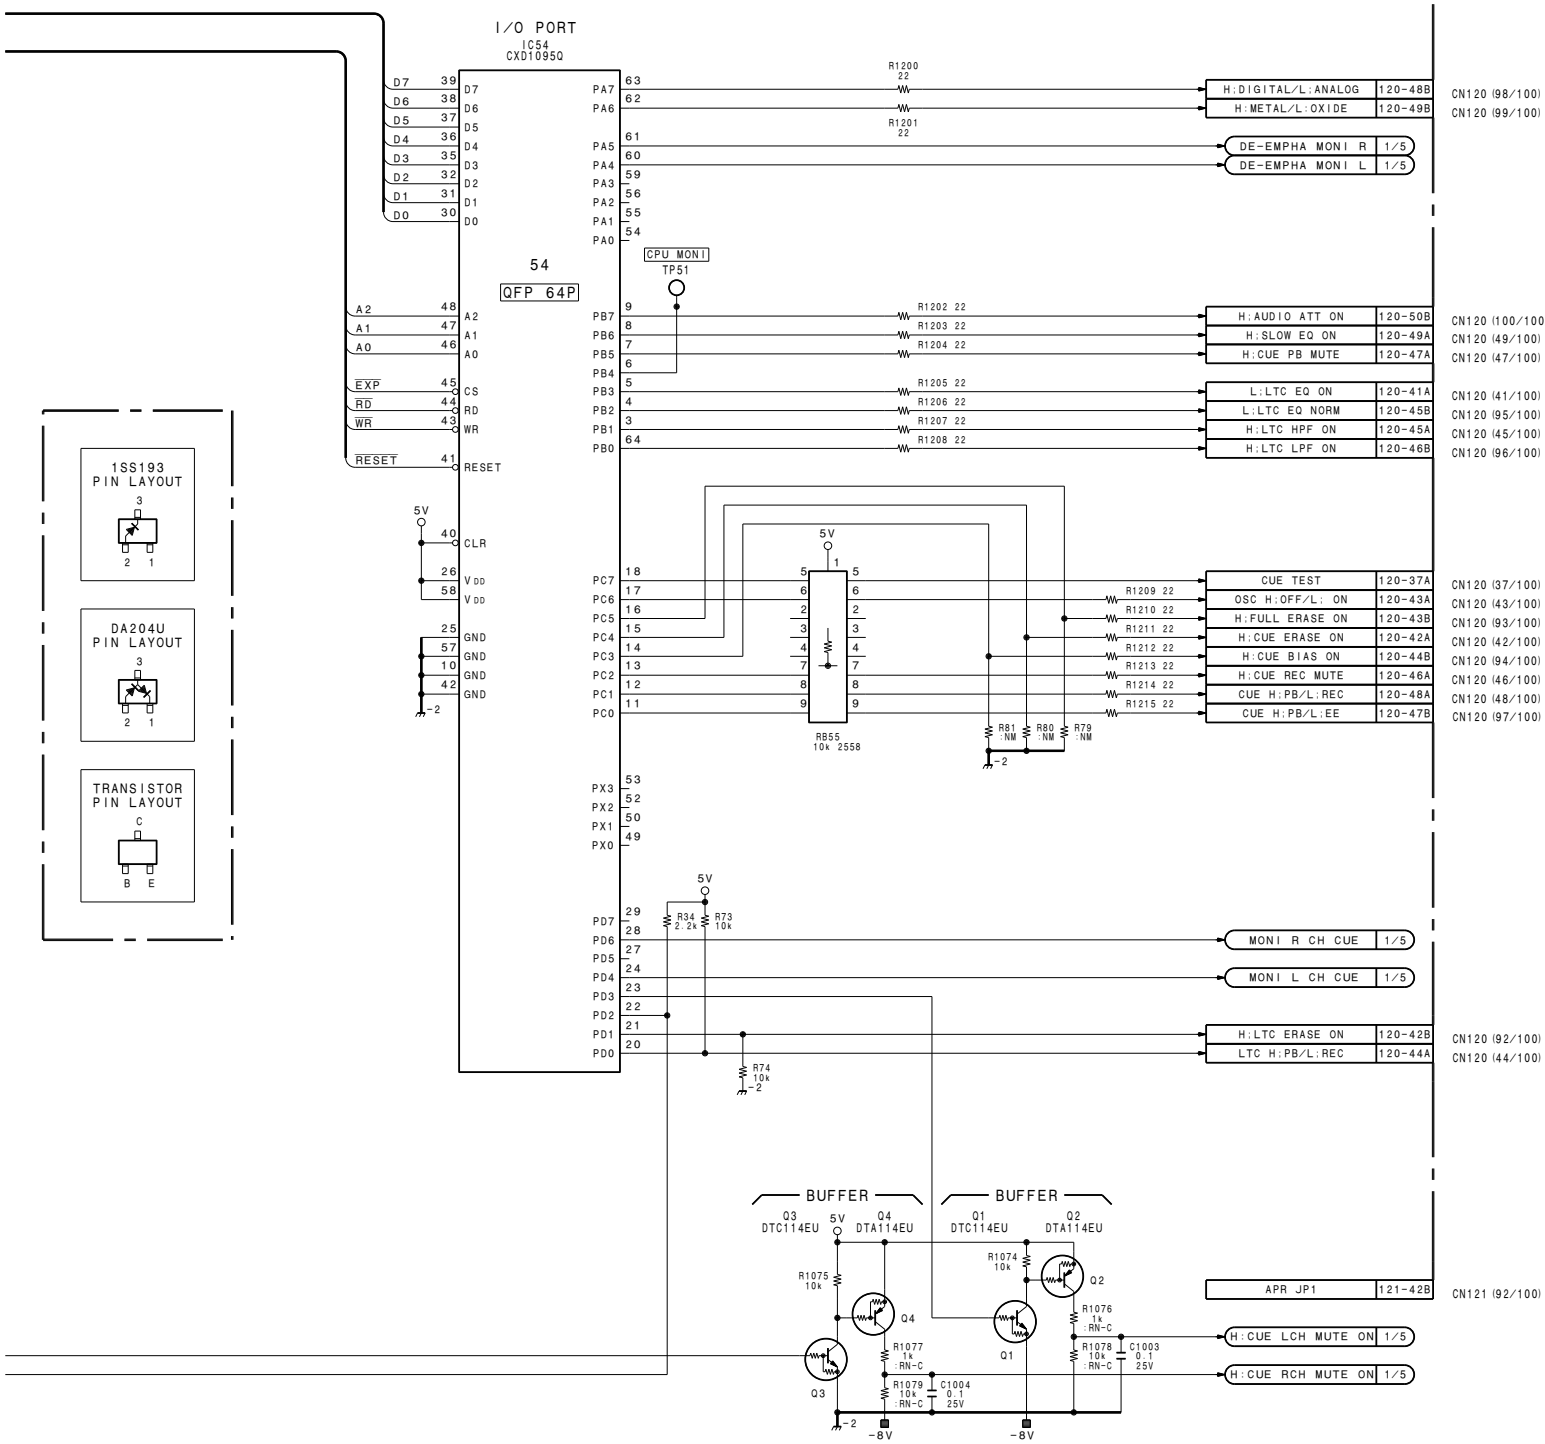 I/O PORT
IC54
CXD1095Q
D7 39 D7
D6 38 D6
D5 37 D5
D4 36 D4
D3 35 D3
D2 32 D2
D1 31 D1
D0 30 D0
54
QFP 64P
A2 48 A2
A1 47 A1
A0 46 A0
EXP 45 CS
RD 44 RD
WR 43 WR
RESET 41 RESET
5V
40 CLR
26 VDD
58 VDD
25 GND
57 GND
10 GND
42 GND
-2
PA7 63 R1200 22 H:DIGITAL/L:ANALOG 120-48B CN120 (98/100)
PA6 62 R1201 22 H:METAL/L:OXIDE 120-49B CN120 (99/100)
PA5 61 DE-EMPHA MONI R 1/5
PA4 60 DE-EMPHA MONI L 1/5
PA3 59
PA2 56
PA1 55
PA0 54
CPU MONI
TP51
PB7 9 R1202 22 H:AUDIO ATT ON 120-50B CN120 (100/100
PB6 8 R1203 22 H:SLOW EQ ON 120-49A CN120 (49/100)
PB5 7 R1204 22 H:CUE PB MUTE 120-47A CN120 (47/100)
PB4 6
PB3 5 R1205 22 L:LTC EQ ON 120-41A CN120 (41/100)
PB2 4 R1206 22 L:LTC EQ NORM 120-45B CN120 (95/100)
PB1 3 R1207 22 H:LTC HPF ON 120-45A CN120 (45/100)
PB0 64 R1208 22 H:LTC LPF ON 120-46B CN120 (96/100)
1SS193
PIN LAYOUT
3
2 1
DA204U
PIN LAYOUT
3
2 1
TRANSISTOR
PIN LAYOUT
C
B E
5V
1
PC7 18 5 5 CUE TEST 120-37A CN120 (37/100)
PC6 17 6 6 R1209 22 OSC H:OFF/L: ON 120-43A CN120 (43/100)
PC5 16 2 2 R1210 22 H:FULL ERASE ON 120-43B CN120 (93/100)
PC4 15 3 3 R1211 22 H:CUE ERASE ON 120-42A CN120 (42/100)
PC3 14 4 4 R1212 22 H:CUE BIAS ON 120-44B CN120 (94/100)
PC2 13 7 7 R1213 22 H:CUE REC MUTE 120-46A CN120 (46/100)
PC1 12 8 8 R1214 22 CUE H:PB/L:REC 120-48A CN120 (48/100)
PC0 11 9 9 R1215 22 CUE H:PB/L:EE 120-47B CN120 (97/100)
RB55
10k 2558
R81 :NM
R80 :NM
R79 :NM
-2
PX3 53
PX2 52
PX1 50
PX0 49
5V
R34 2.2k
R73 10k
PD7 29
PD6 28 MONI R CH CUE 1/5
PD5 27
PD4 24 MONI L CH CUE 1/5
PD3 23
PD2 22
PD1 21 H:LTC ERASE ON 120-42B CN120 (92/100)
PD0 20 LTC H:PB/L:REC 120-44A CN120 (44/100)
R74
10k
-2
BUFFER
BUFFER
Q3
DTC114EU
5V
Q4
DTA114EU
Q1
DTC114EU
Q2
DTA114EU
R1074
10k
R1075
10k
Q2
APR JP1 121-42B CN121 (92/100)
Q4
Q1
R1076
1k
:RN-C
H:CUE LCH MUTE ON 1/5
R1077
1k
:RN-C
R1078
10k
:RN-C
C1003
0.1
25V
H:CUE RCH MUTE ON 1/5
Q3
R1079
10k
:RN-C
C1004
0.1
25V
-2
-8V
-8V